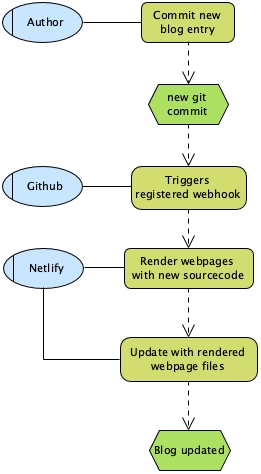 Author
Commit new
blog entry
new git
commit
Github
Triggers
registered webhook
Netlify
Render webpages
with new sourcecode
Update with rendered
webpage files
Blog updated